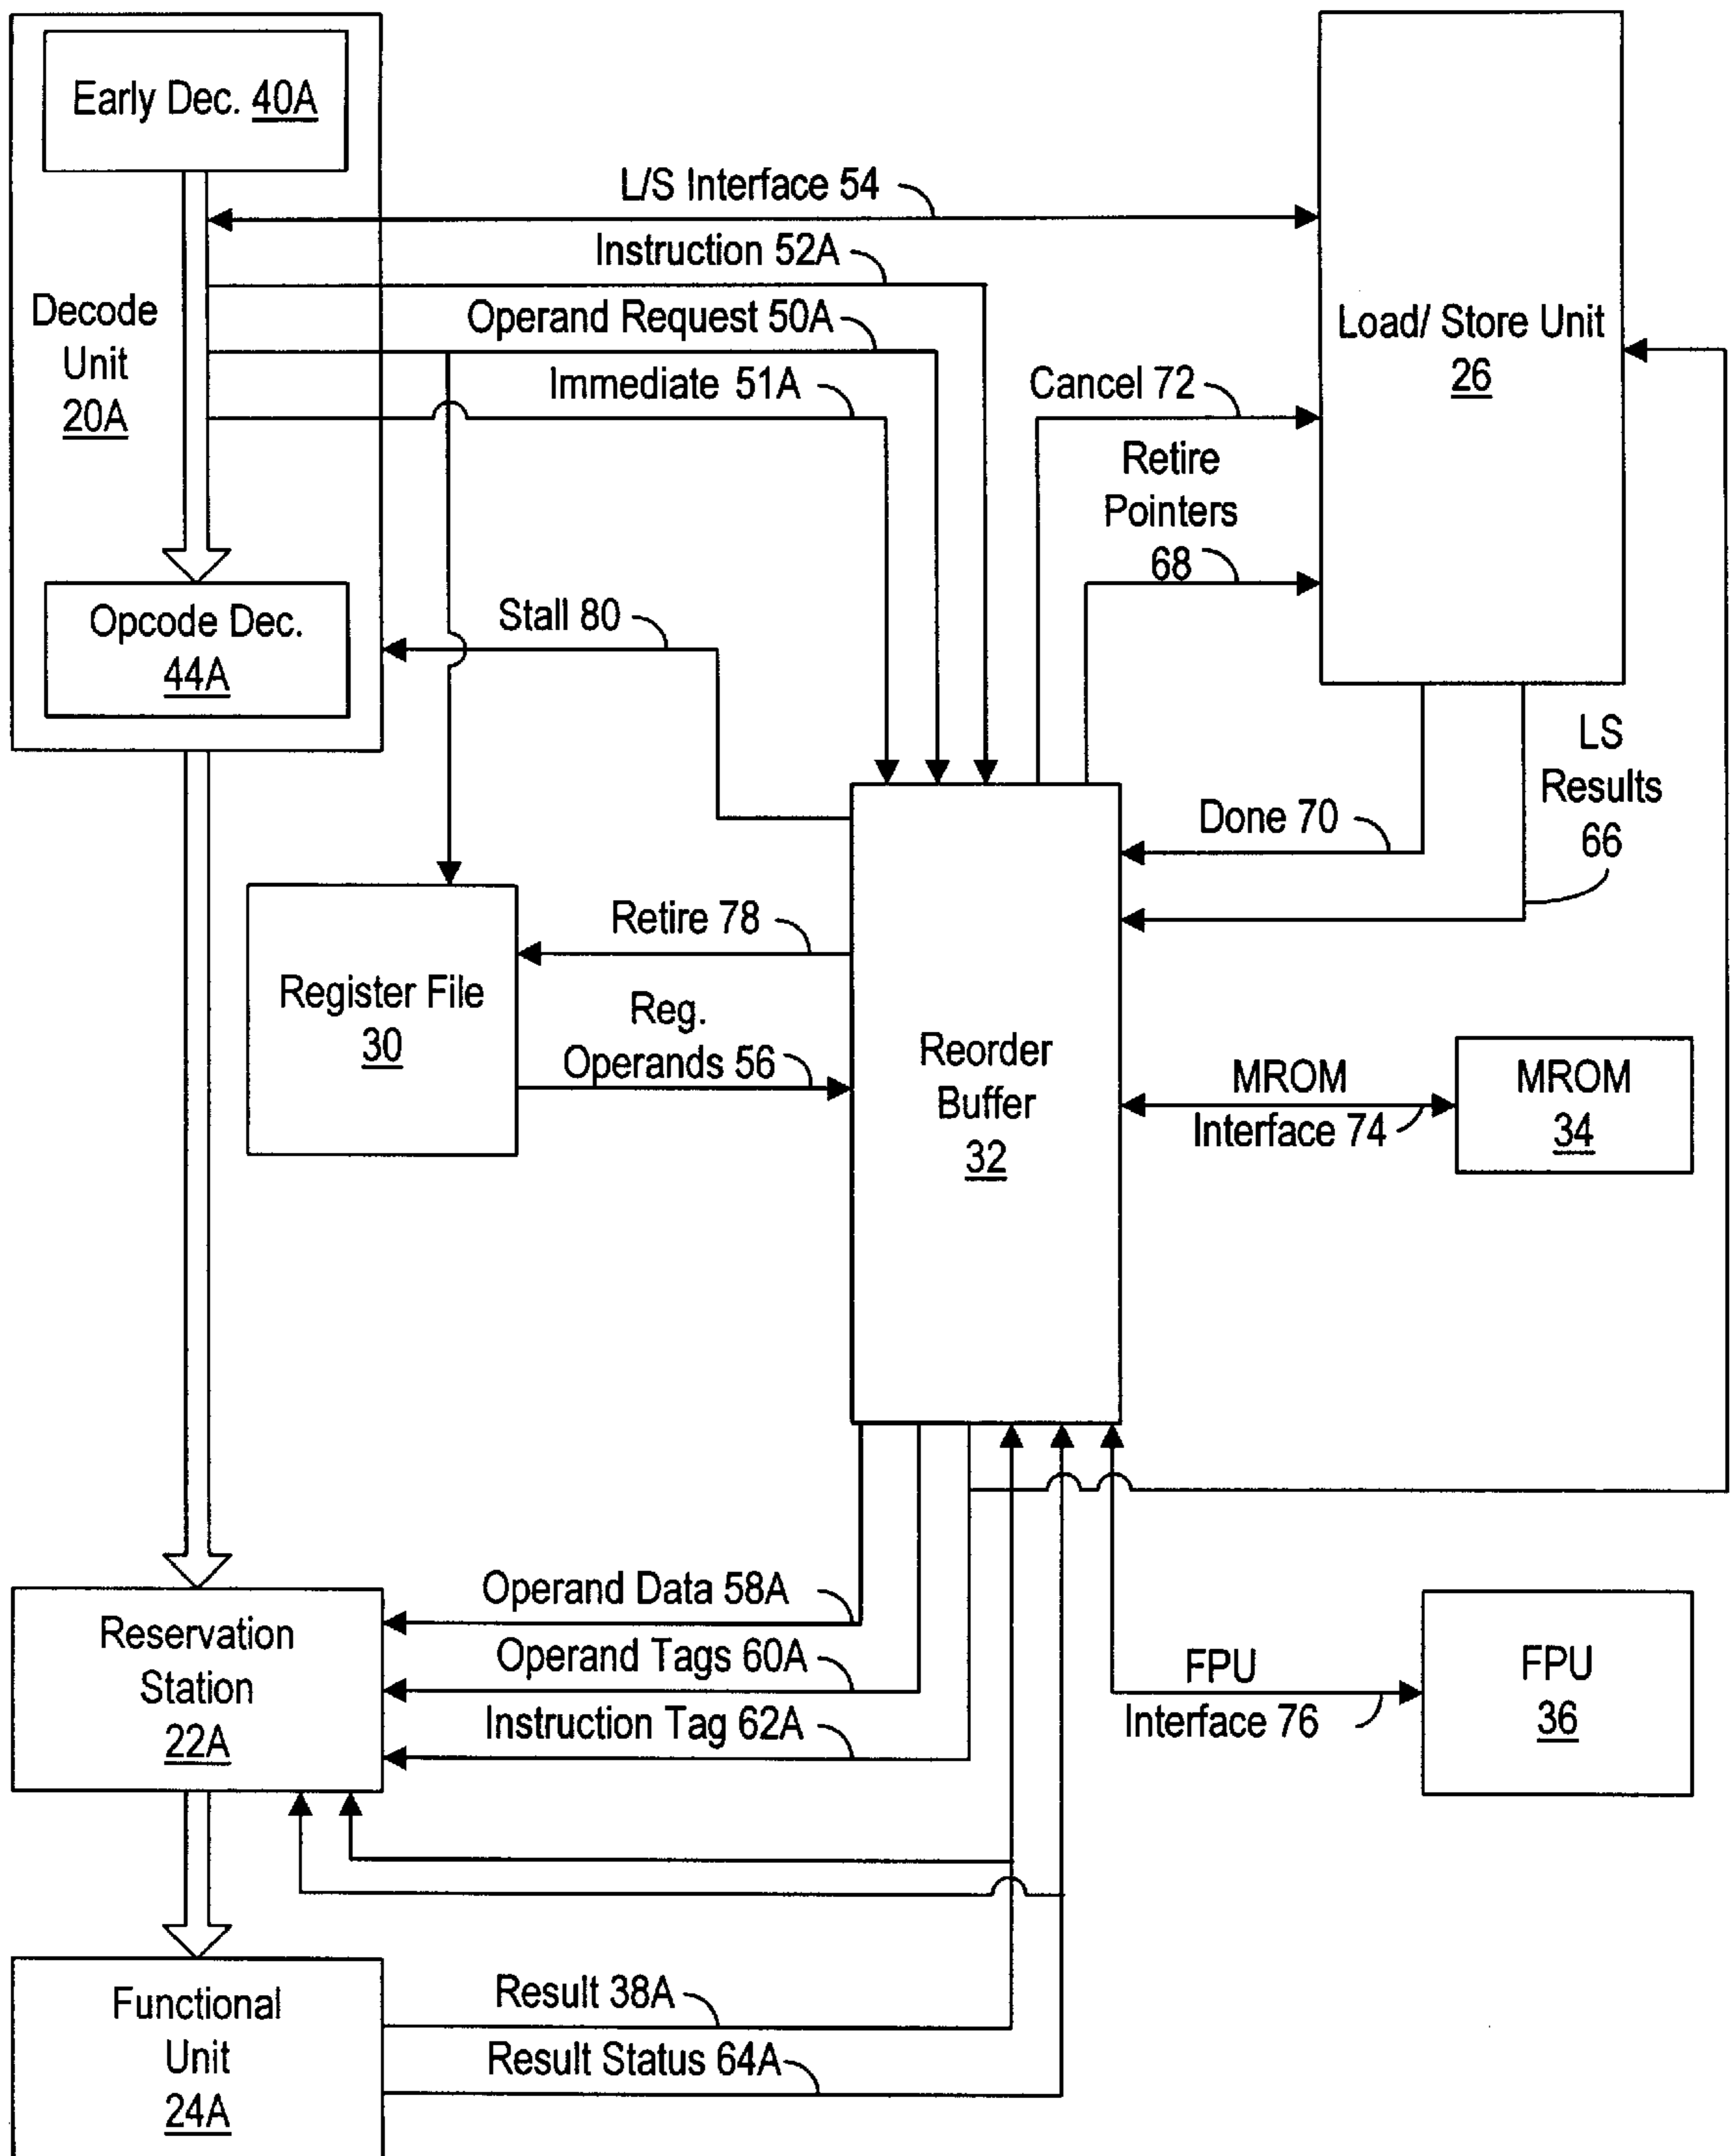 Early Dec. 40A
L/S Interface 54
Instruction 52A
Decode
Unit
20A
Operand Request 50A
Immediate 51A
Load/ Store Unit
26
Cancel 72
Retire
Pointers
68
Opcode Dec.
44A
Stall 80
LS
Results
66
Done 70
Retire 78
Register File
30
Reg.
Operands 56
Reorder
Buffer
32
MROM
Interface 74
MROM
34
Operand Data 58A
Reservation
Station
22A
Operand Tags 60A
Instruction Tag 62A
FPU
Interface 76
FPU
36
Functional
Unit
24A
Result 38A
Result Status 64A